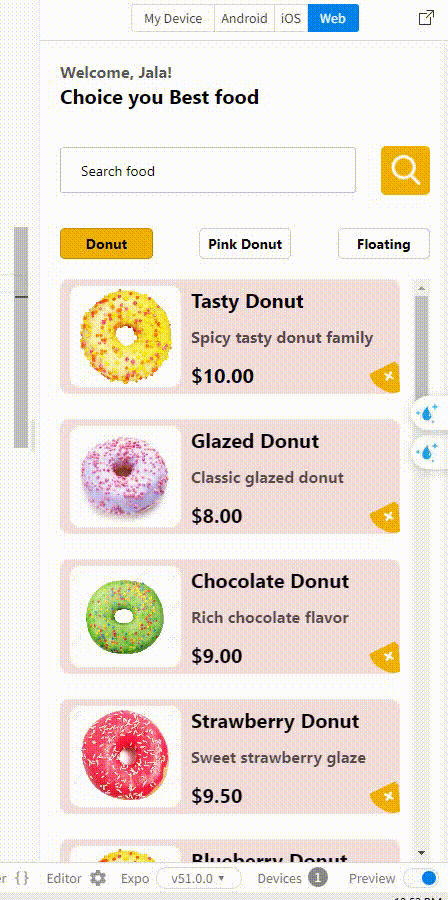 My Device Android iOS Web
Welcome, Jala!
Choice you Best food
Search food
Donut Pink Donut Floating
Tasty Donut
Spicy tasty donut family
$10.00
Glazed Donut
Classic glazed donut
$8.00
Chocolate Donut
Rich chocolate flavor
$9.00
Strawberry Donut
Sweet strawberry glaze
$9.50
Blueberry Donut
{} Editor Expo v51.0.0 Devices 1 Preview